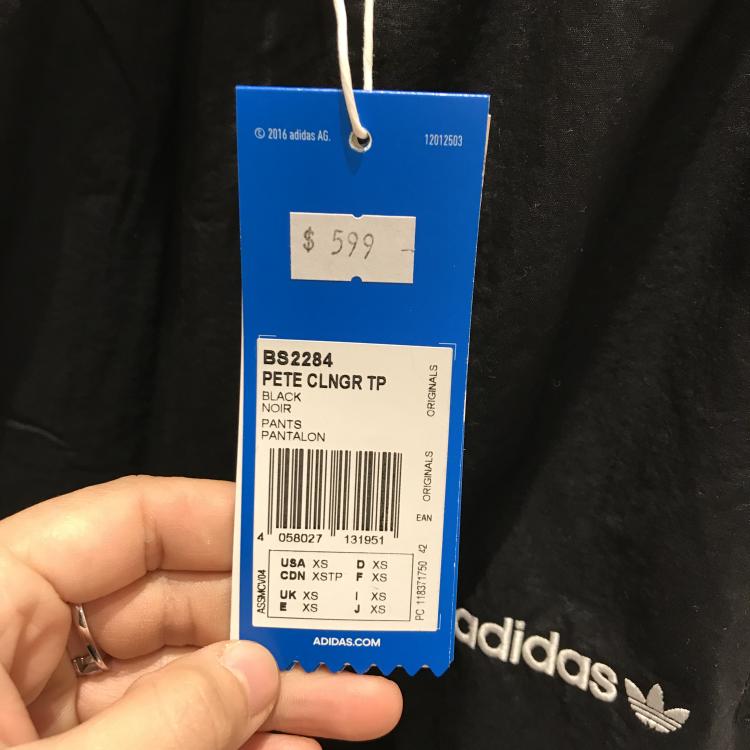 © 2016 adidas AG. 12012503
$ 599 -
BS2284
PETE CLNGR TP
BLACK
NOIR
PANTS
PANTALON
ORIGINALS
ORIGINALS
EAN
4 058027 131951
ASSMCV04
USA XS D XS
CDN XSTP F XS
UK XS I XS
E XS J XS
PC 118371750 42
ADIDAS.COM
adidas